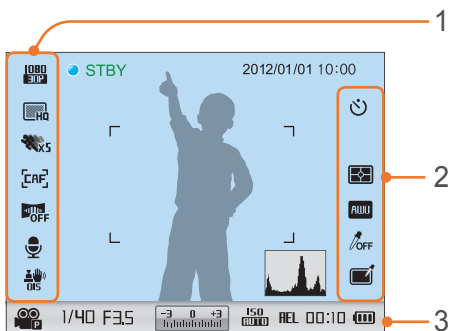 1
1080
30P
STBY
2012/01/01 10:00
HQ
x5
CAF
OFF
OIS
2
AWB
OFF
P
1/40 F3.5
-3 0 +3
ISO
AUTO
AEL 00:10
3